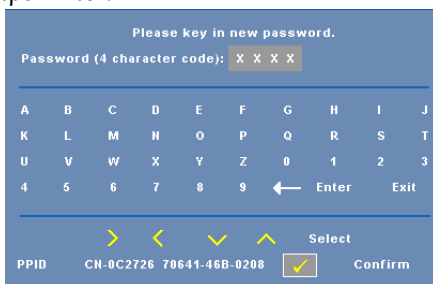 Please key in new password.
Password (4 character code): X X X X
A B C D E F G H I J
K L M N O P Q R S T
U V W X Y Z 0 1 2 3
4 5 6 7 8 9 Enter Exit
Select
PPID CN-0C2726 70641-46B-0208 Confirm